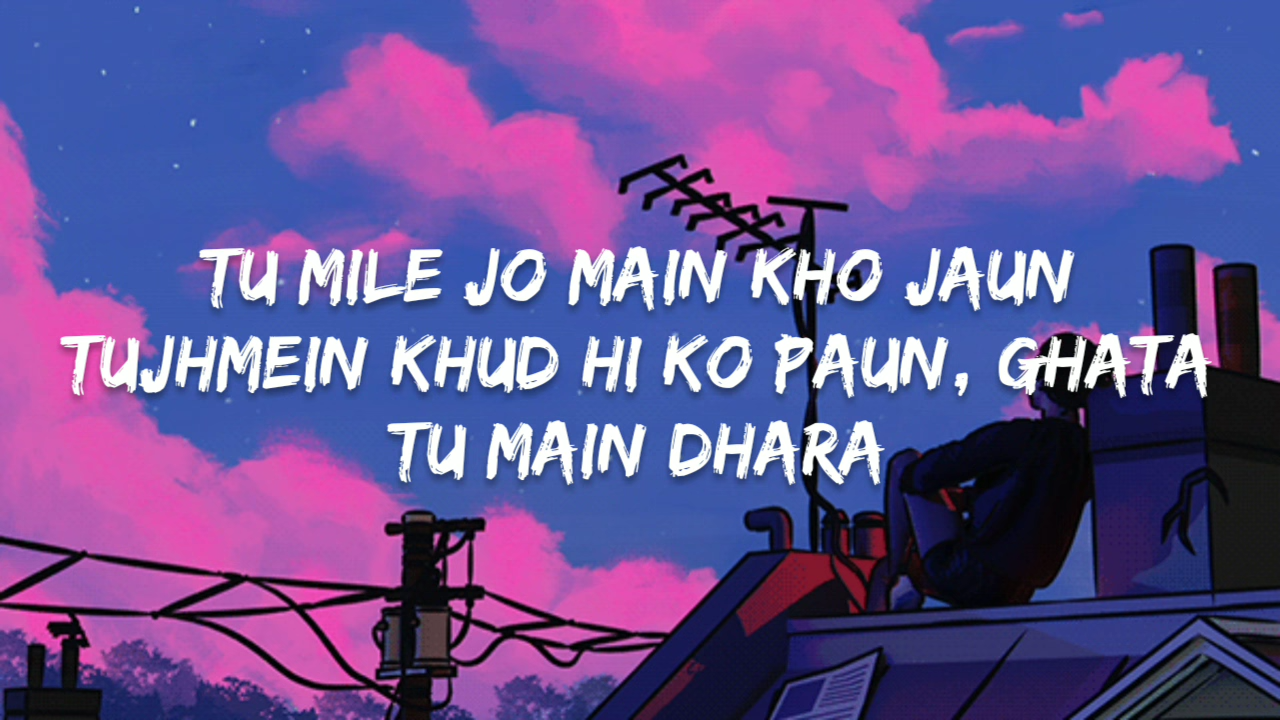 TU MILE JO MAIN KHO JAUN
TUJHMEIN KHUD HI KO PAUN, GHATA
TU MAIN DHARA